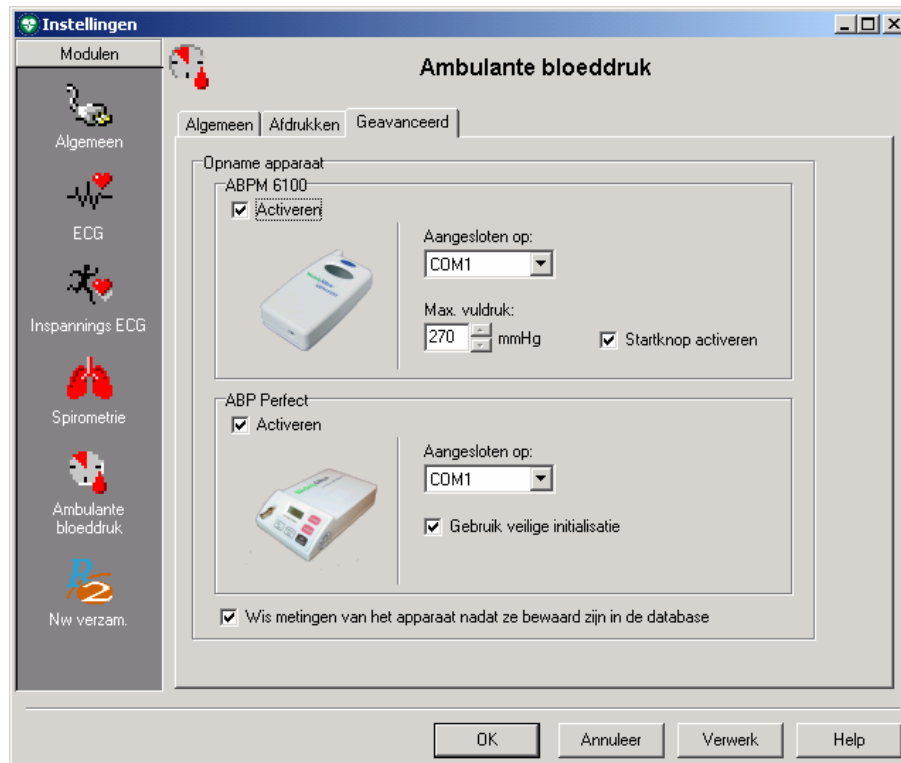 Instellingen
Modulen
Algemeen
ECG
Inspannings ECG
Spirometrie
Ambulante
bloeddruk
Nw verzam.
Ambulante bloeddruk
Algemeen
Afdrukken
Geavanceerd
Opname apparaat
ABPM 6100
Activeren
Aangesloten op:
COM1
Max. vuldruk:
270 mmHg
Startknop activeren
ABP Perfect
Activeren
Aangesloten op:
COM1
Gebruik veilige initialisatie
Wis metingen van het apparaat nadat ze bewaard zijn in de database
OK
Annuleer
Verwerk
Help